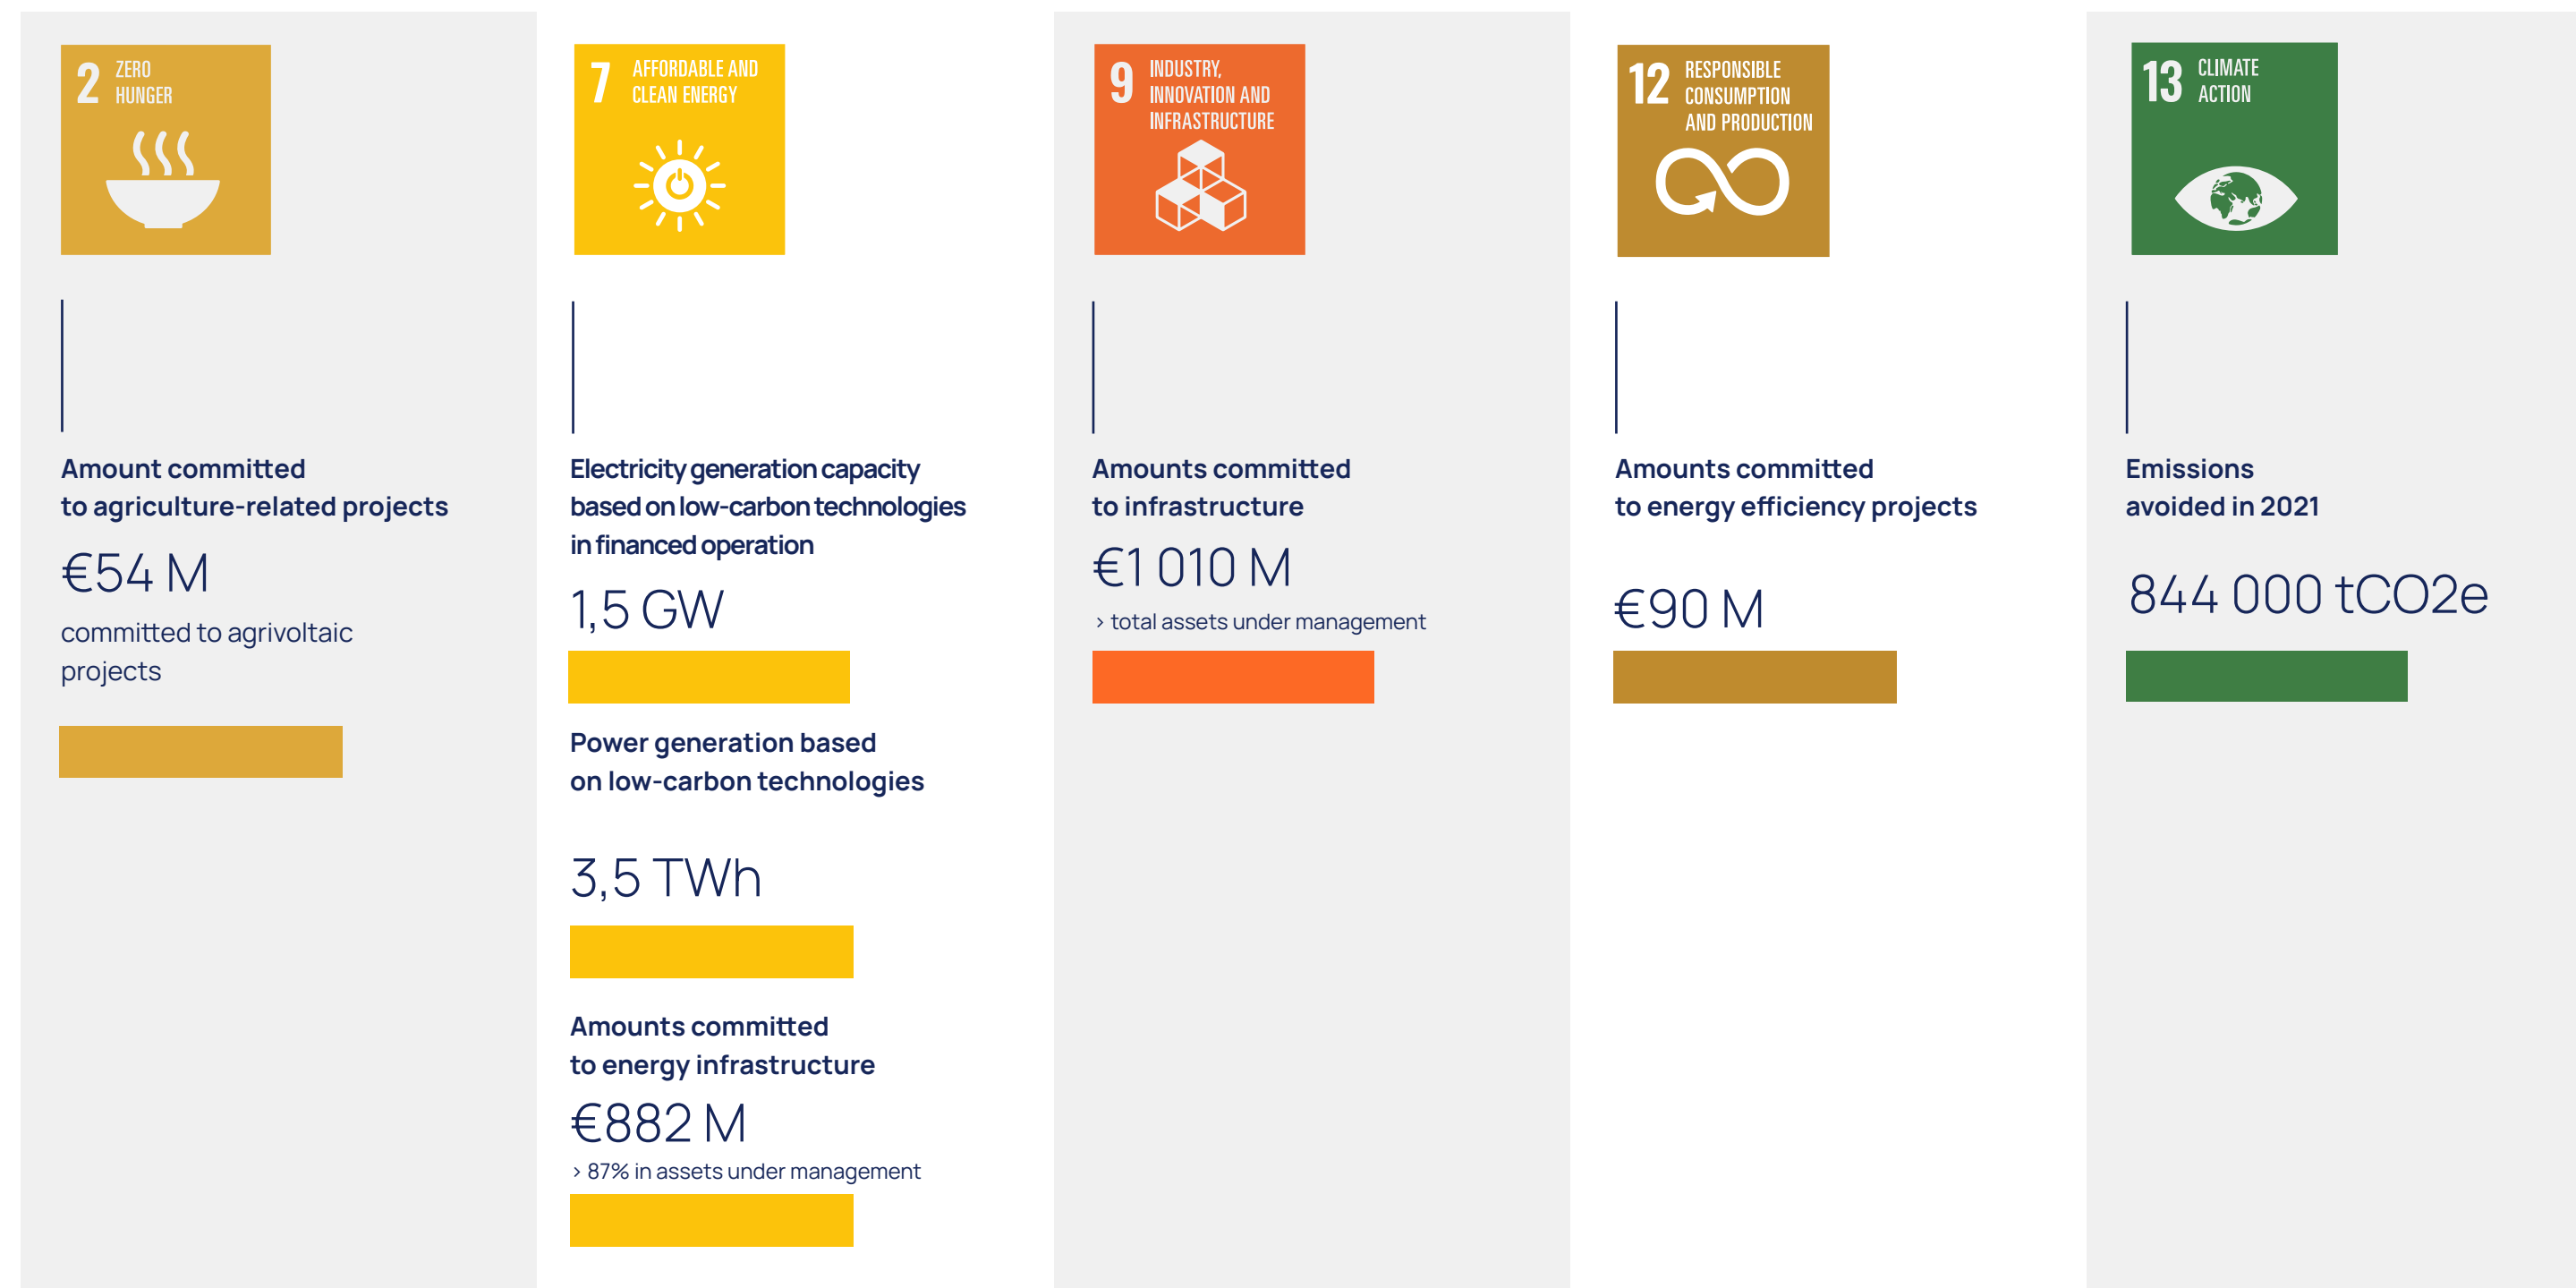 2 ZERO
HUNGER
Amount committed
to agriculture-related projects
€54 M
committed to agrivoltaic
projects
7 AFFORDABLE AND
CLEAN ENERGY
Electricity generation capacity
based on low-carbon technologies
in financed operation
1,5 GW
Power generation based
on low-carbon technologies
3,5 TWh
Amounts committed
to energy infrastructure
€882 M
> 87% in assets under management
9 INDUSTRY,
INNOVATION AND
INFRASTRUCTURE
Amounts committed
to infrastructure
€1 010 M
> total assets under management
12 RESPONSIBLE
CONSUMPTION
AND PRODUCTION
Amounts committed
to energy efficiency projects
€90 M
13 CLIMATE
ACTION
Emissions
avoided in 2021
844 000 tCO2e